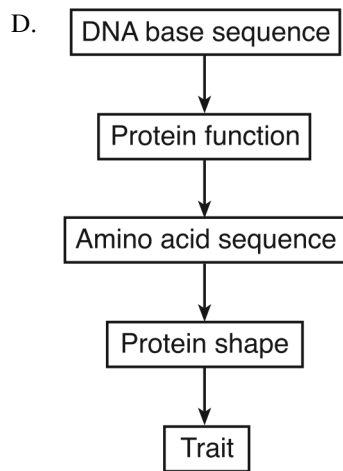 D.
DNA base sequence
Protein function
Amino acid sequence
Protein shape
Trait